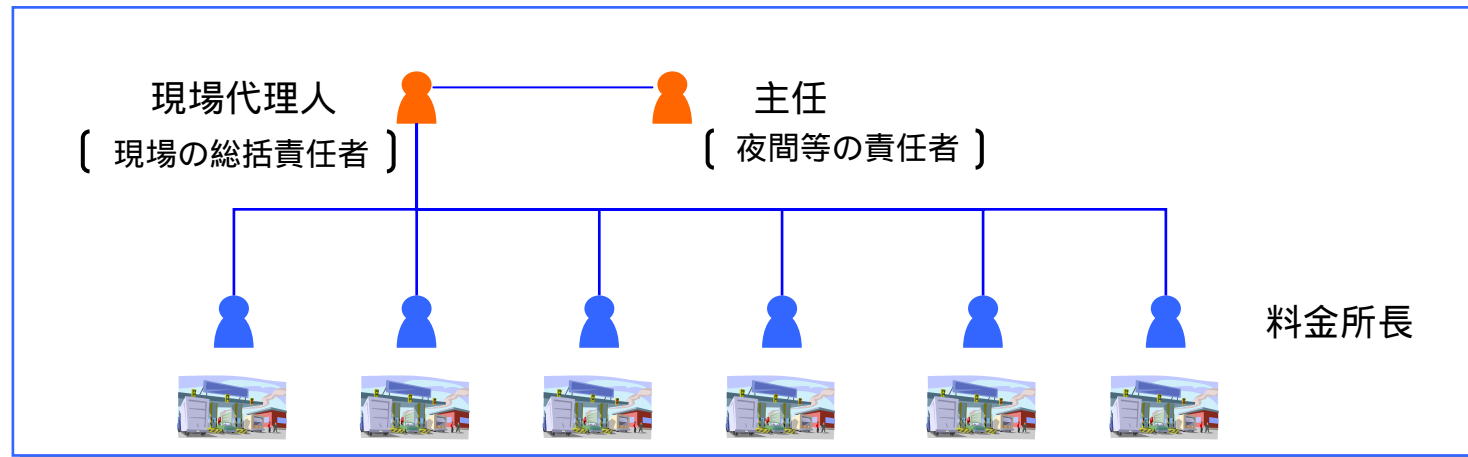 現場代理人
〔 現場の総括責任者 〕
主任
〔 夜間等の責任者 〕
料金所長